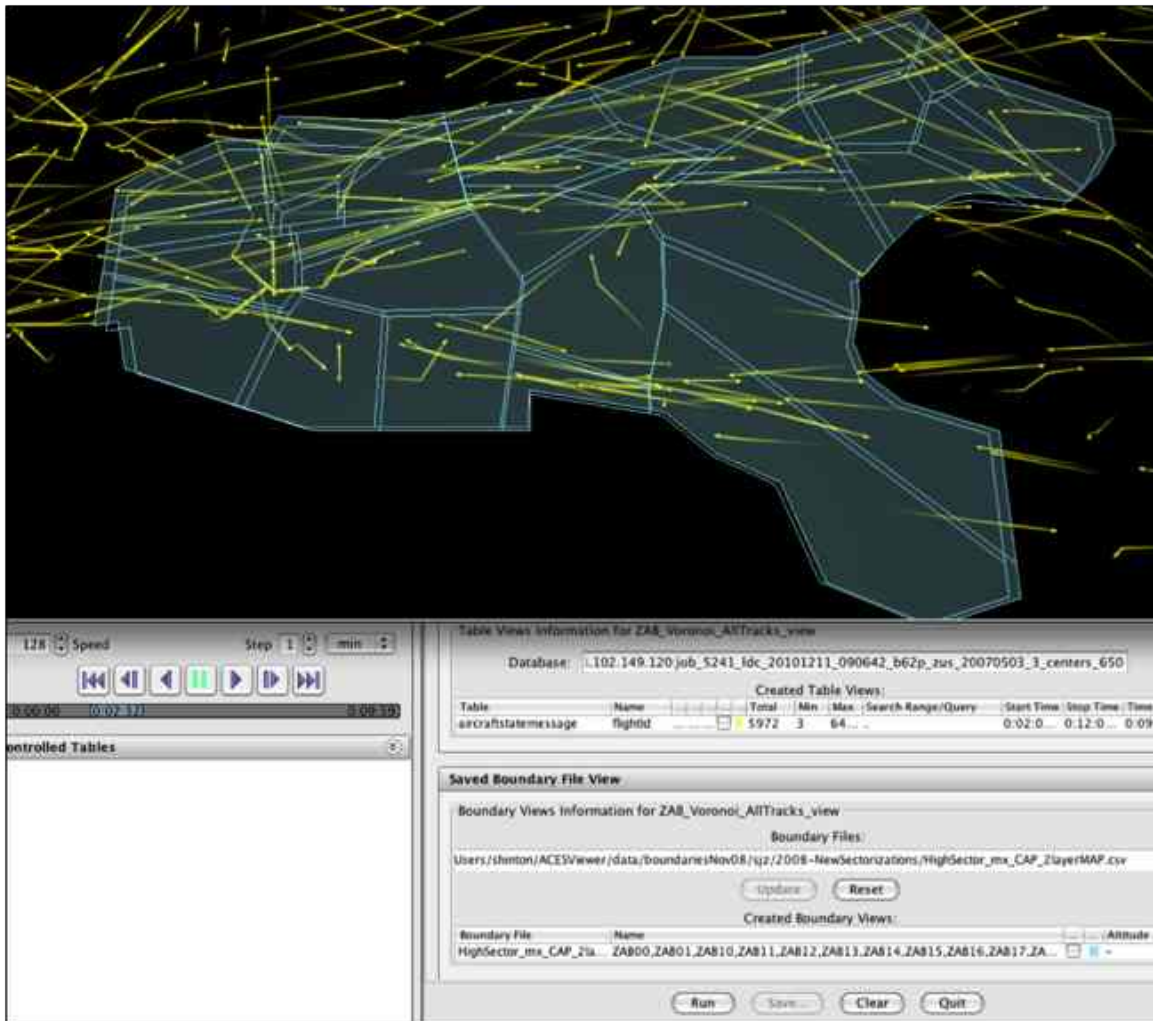 Table Views Information for ZAB_Voronoi_AllTracks_view
128 Speed Step 1 min
Database: 102.149.120.job_5241_ldc_20101211_090642_b62p_zus_20070503_3_centers_650
Created Table Views:
Table Name Total Min Max Search Range/Query Start Time Stop Time Time
aircraftstatemessage flightId 5972 3 64... 0:02:0... 0:12:0... 0:09
0:00:00
ontrolled Tables
Saved Boundary File View
Boundary Views Information for ZAB_Voronoi_AllTracks_view
Boundary Files:
Users/shinton/ACESViewer/data/boundariesNov08/sjz/2008-NewSectorizations/HighSector_mx_CAP_2layerMAP.csv
Update Reset
Created Boundary Views:
Boundary File Name Altitude
HighSector_mx_CAP_2la... ZAB00,ZAB01,ZAB10,ZAB11,ZAB12,ZAB13,ZAB14,ZAB15,ZAB16,ZAB17,ZA...
Run Save... Clear Quit